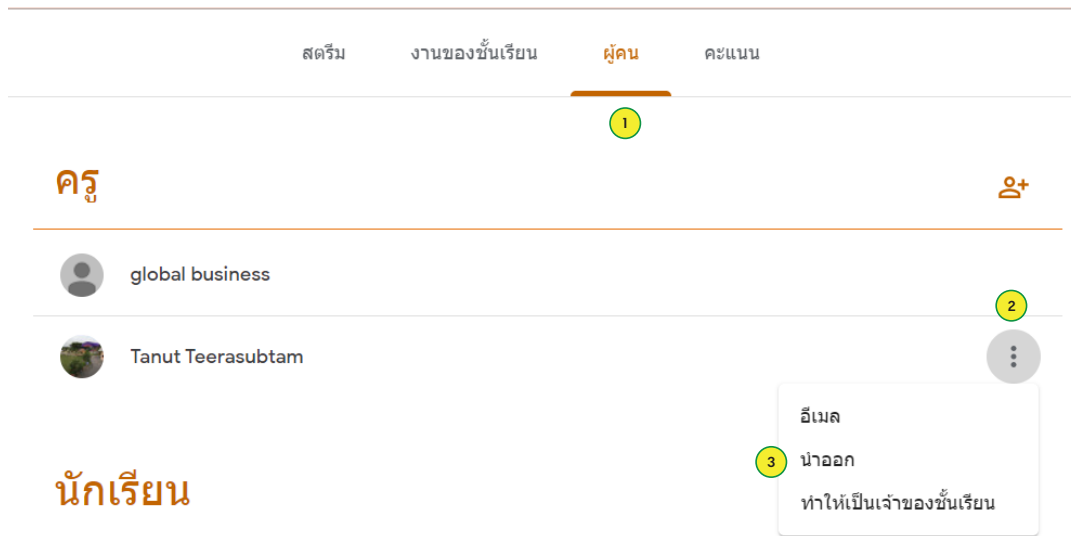 สตรีม งานของชั้นเรียน ผู้คน คะแนน
1
ครู
global business
2
Tanut Teerasubtam
อีเมล
3 นำออก
นักเรียน
ทำให้เป็นเจ้าของชั้นเรียน